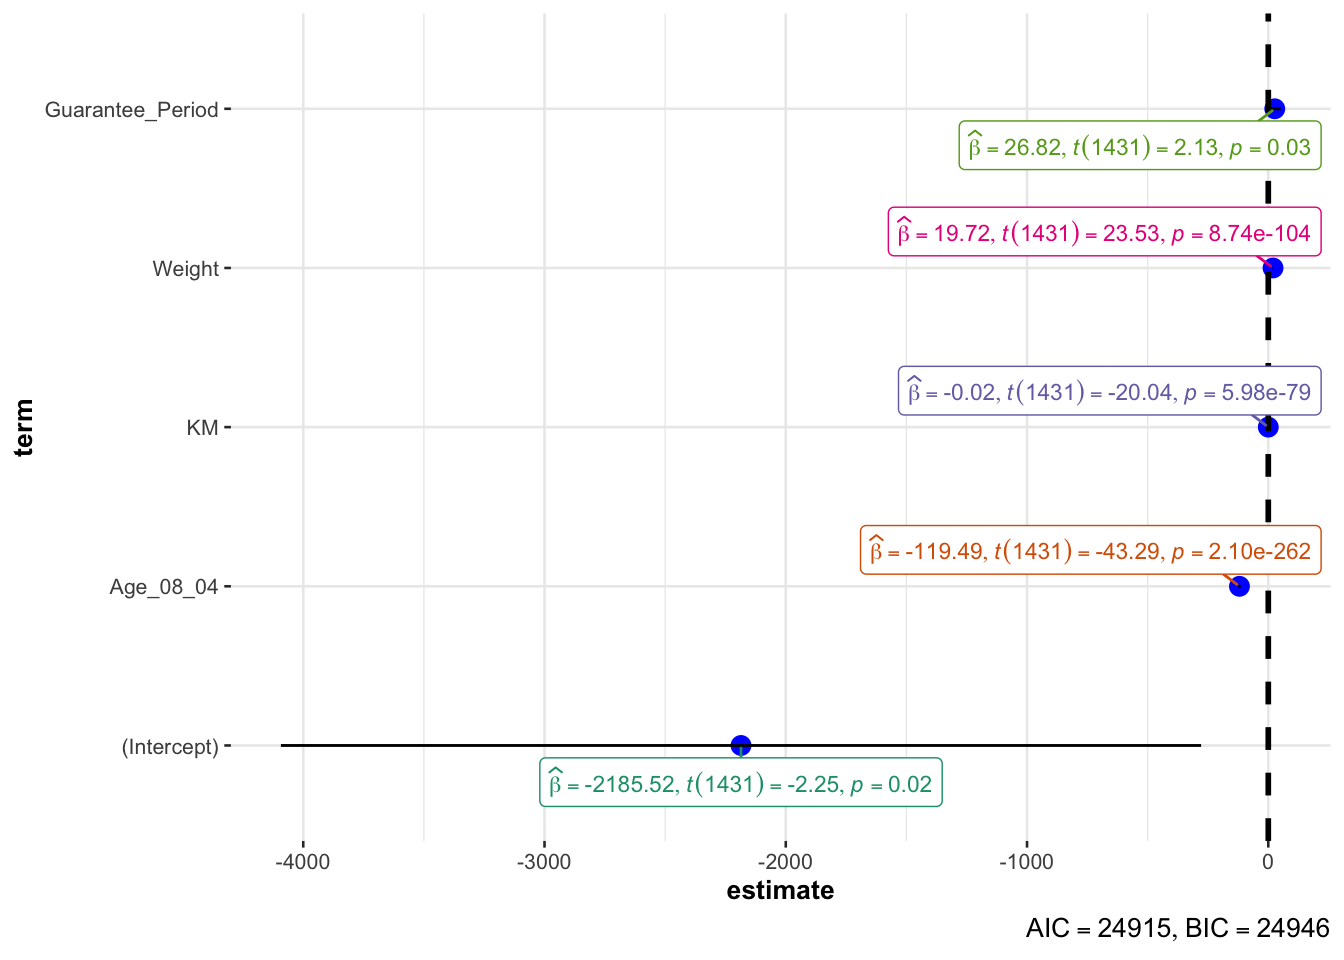 Guarantee_Period
β̂ = 26.82, t(1431) = 2.13, p = 0.03
β̂ = 19.72, t(1431) = 23.53, p = 8.74e-104
Weight
β̂ = -0.02, t(1431) = -20.04, p = 5.98e-79
KM
term
β̂ = -119.49, t(1431) = -43.29, p = 2.10e-262
Age_08_04
(Intercept)
β̂ = -2185.52, t(1431) = -2.25, p = 0.02
-4000 -3000 -2000 -1000 0
estimate
AIC = 24915, BIC = 24946